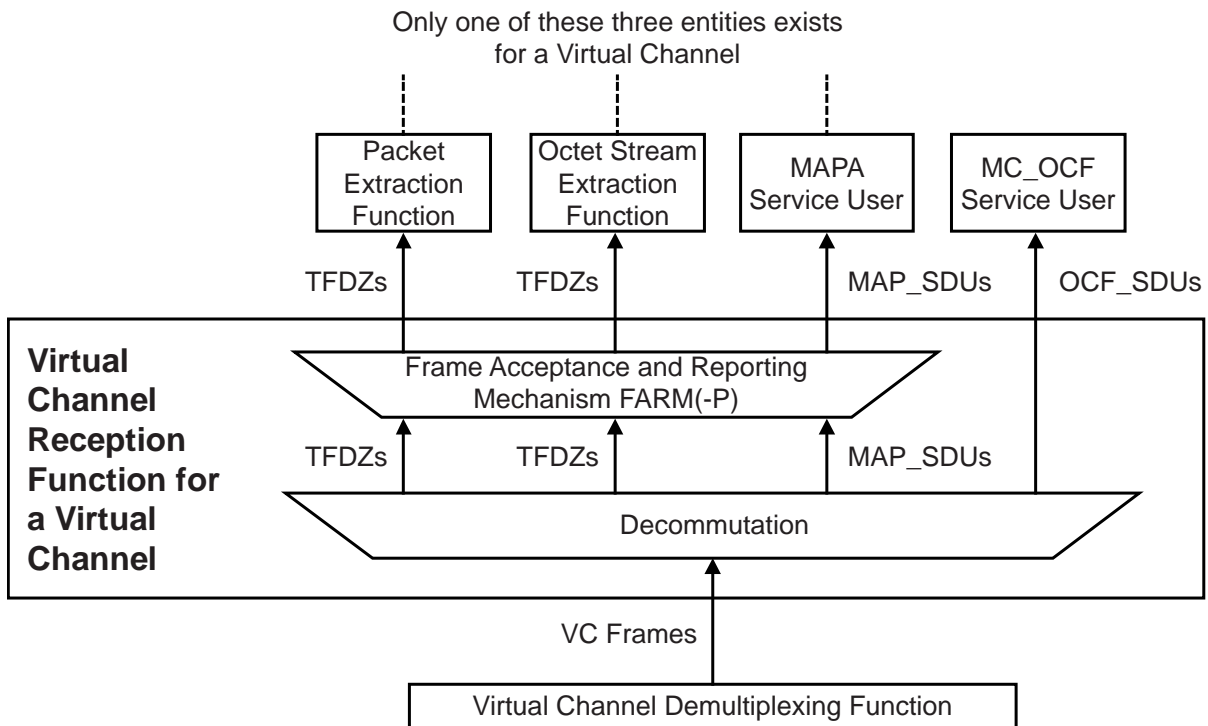 Only one of these three entities exists
for a Virtual Channel
Packet
Extraction
Function
Octet Stream
Extraction
Function
MAPA
Service User
MC_OCF
Service User
TFDZs
TFDZs
MAP_SDUs
OCF_SDUs
Virtual
Channel
Reception
Function for
a Virtual
Channel
Frame Acceptance and Reporting
Mechanism FARM(-P)
TFDZs
TFDZs
MAP_SDUs
Decommutation
VC Frames
Virtual Channel Demultiplexing Function